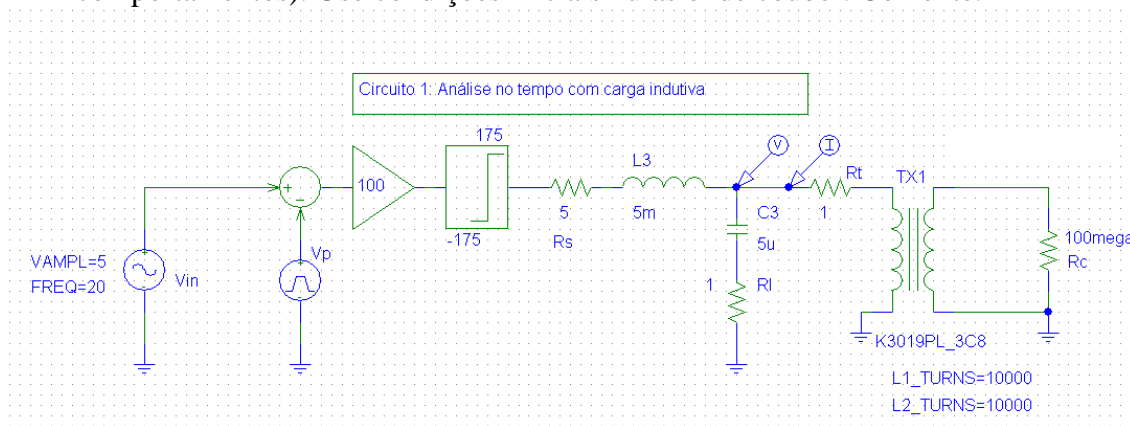 Circuito 1: Análise no tempo com carga indutiva
175
100
-175
+
-
5
Rs
L3
5m
V
I
C3
5u
1
Rl
Rt
1
TX1
100mega
Rc
K3019PL_3C8
L1_TURNS=10000
L2_TURNS=10000
VAMPL=5
FREQ=20
Vin
Vp